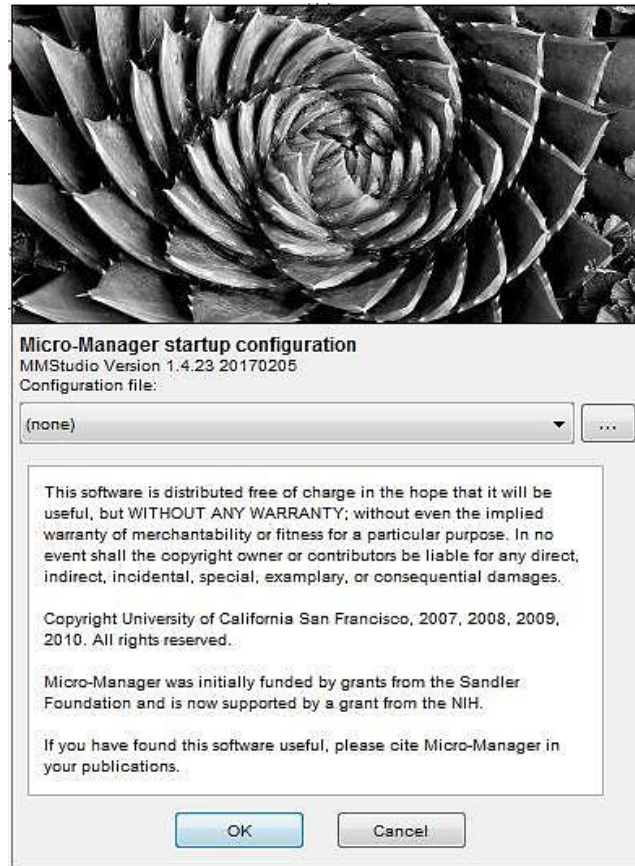 Micro-Manager startup configuration
MMStudio Version 1.4.23 20170205
Configuration file:
(none)
...
This software is distributed free of charge in the hope that it will be
useful, but WITHOUT ANY WARRANTY; without even the implied
warranty of merchantability or fitness for a particular purpose. In no
event shall the copyright owner or contributors be liable for any direct,
indirect, incidental, special, examplary, or consequential damages.
Copyright University of California San Francisco, 2007, 2008, 2009,
2010. All rights reserved.
Micro-Manager was initially funded by grants from the Sandler
Foundation and is now supported by a grant from the NIH.
If you have found this software useful, please cite Micro-Manager in
your publications.
OK Cancel